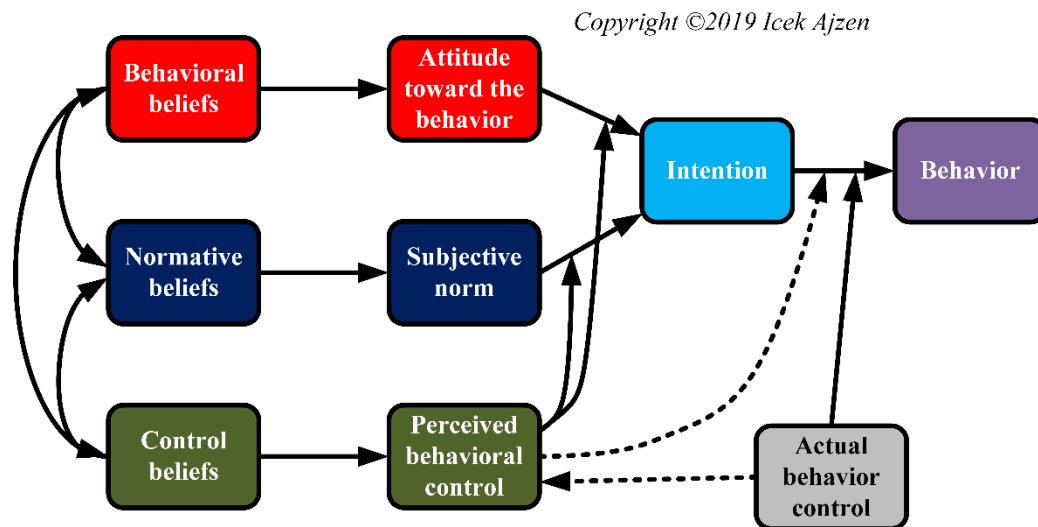 Copyright ©2019 Icek Ajzen
Behavioral
beliefs
Attitude
toward the
behavior
Intention
Behavior
Normative
beliefs
Subjective
norm
Control
beliefs
Perceived
behavioral
control
Actual
behavior
control